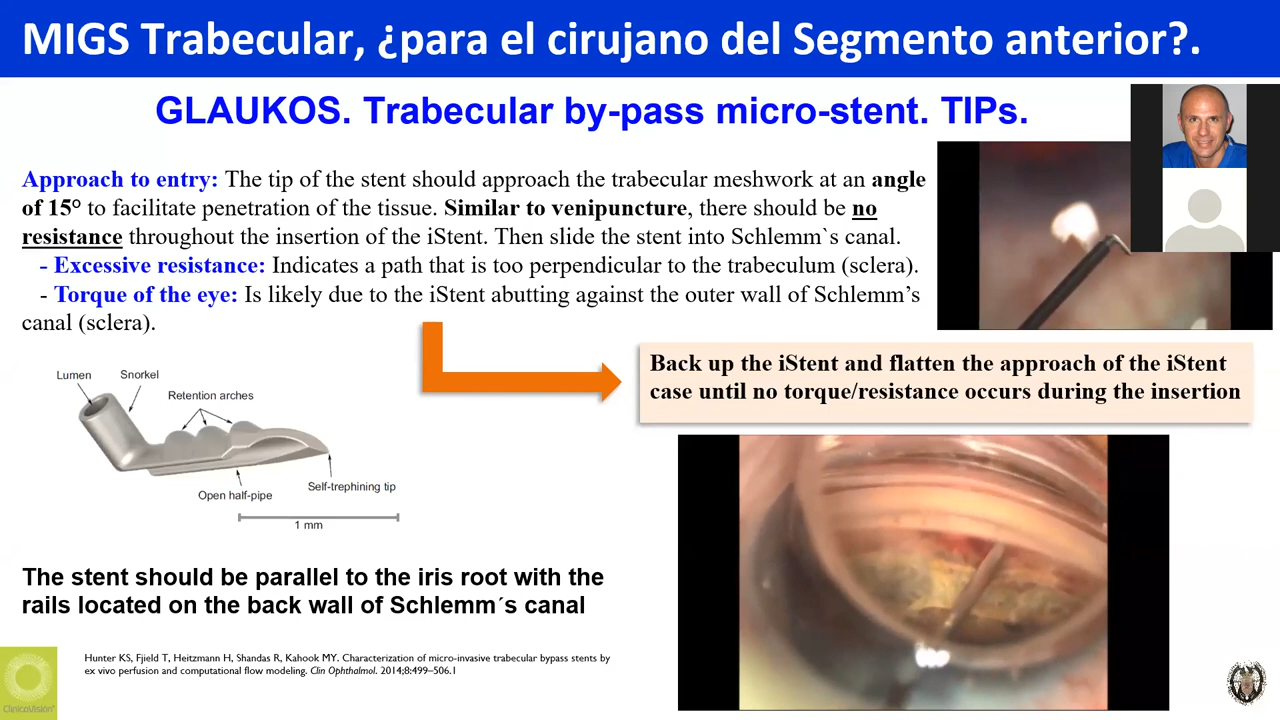 MIGS Trabecular, ¿para el cirujano del Segmento anterior?.
GLAUKOS. Trabecular by-pass micro-stent. TIPs.
Approach to entry: The tip of the stent should approach the trabecular meshwork at an angle
of 15º to facilitate penetration of the tissue. Similar to venipuncture, there should be no
resistance throughout the insertion of the iStent. Then slide the stent into Schlemm`s canal.
- Excessive resistance: Indicates a path that is too perpendicular to the trabeculum (sclera).
- Torque of the eye: Is likely due to the iStent abutting against the outer wall of Schlemm’s
canal (sclera).
Back up the iStent and flatten the approach of the iStent
case until no torque/resistance occurs during the insertion
Lumen
Snorkel
Retention arches
Open half-pipe
Self-trephining tip
1 mm
The stent should be parallel to the iris root with the
rails located on the back wall of Schlemm´s canal
Hunter KS, Fjield T, Heitzmann H, Shandas R, Kahook MY. Characterization of micro-invasive trabecular bypass stents by
ex vivo perfusion and computational flow modeling. Clin Ophthalmol. 2014;8:499–506.1
ClínicaVisión